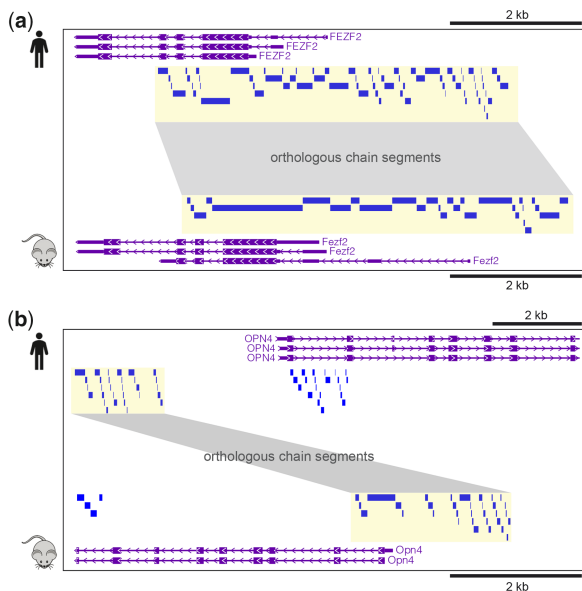 (a)
2 kb
FEZF2
FEZF2
FEZF2
orthologous chain segments
Fezf2
Fezf2
Fezf2
2 kb
(b)
2 kb
OPN4
OPN4
OPN4
orthologous chain segments
Opn4
Opn4
2 kb